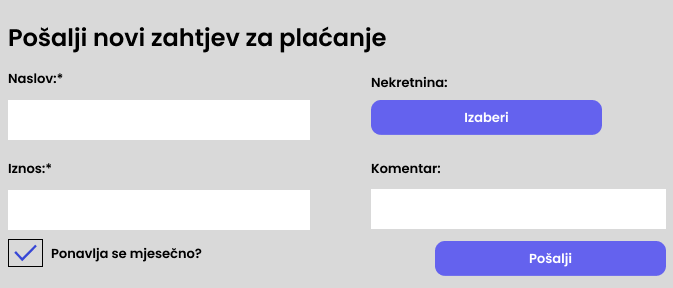 Pošalji novi zahtjev za plaćanje
Naslov:*
Nekretnina:
Izaberi
Iznos:*
Komentar:
Ponavlja se mjesečno?
Pošalji